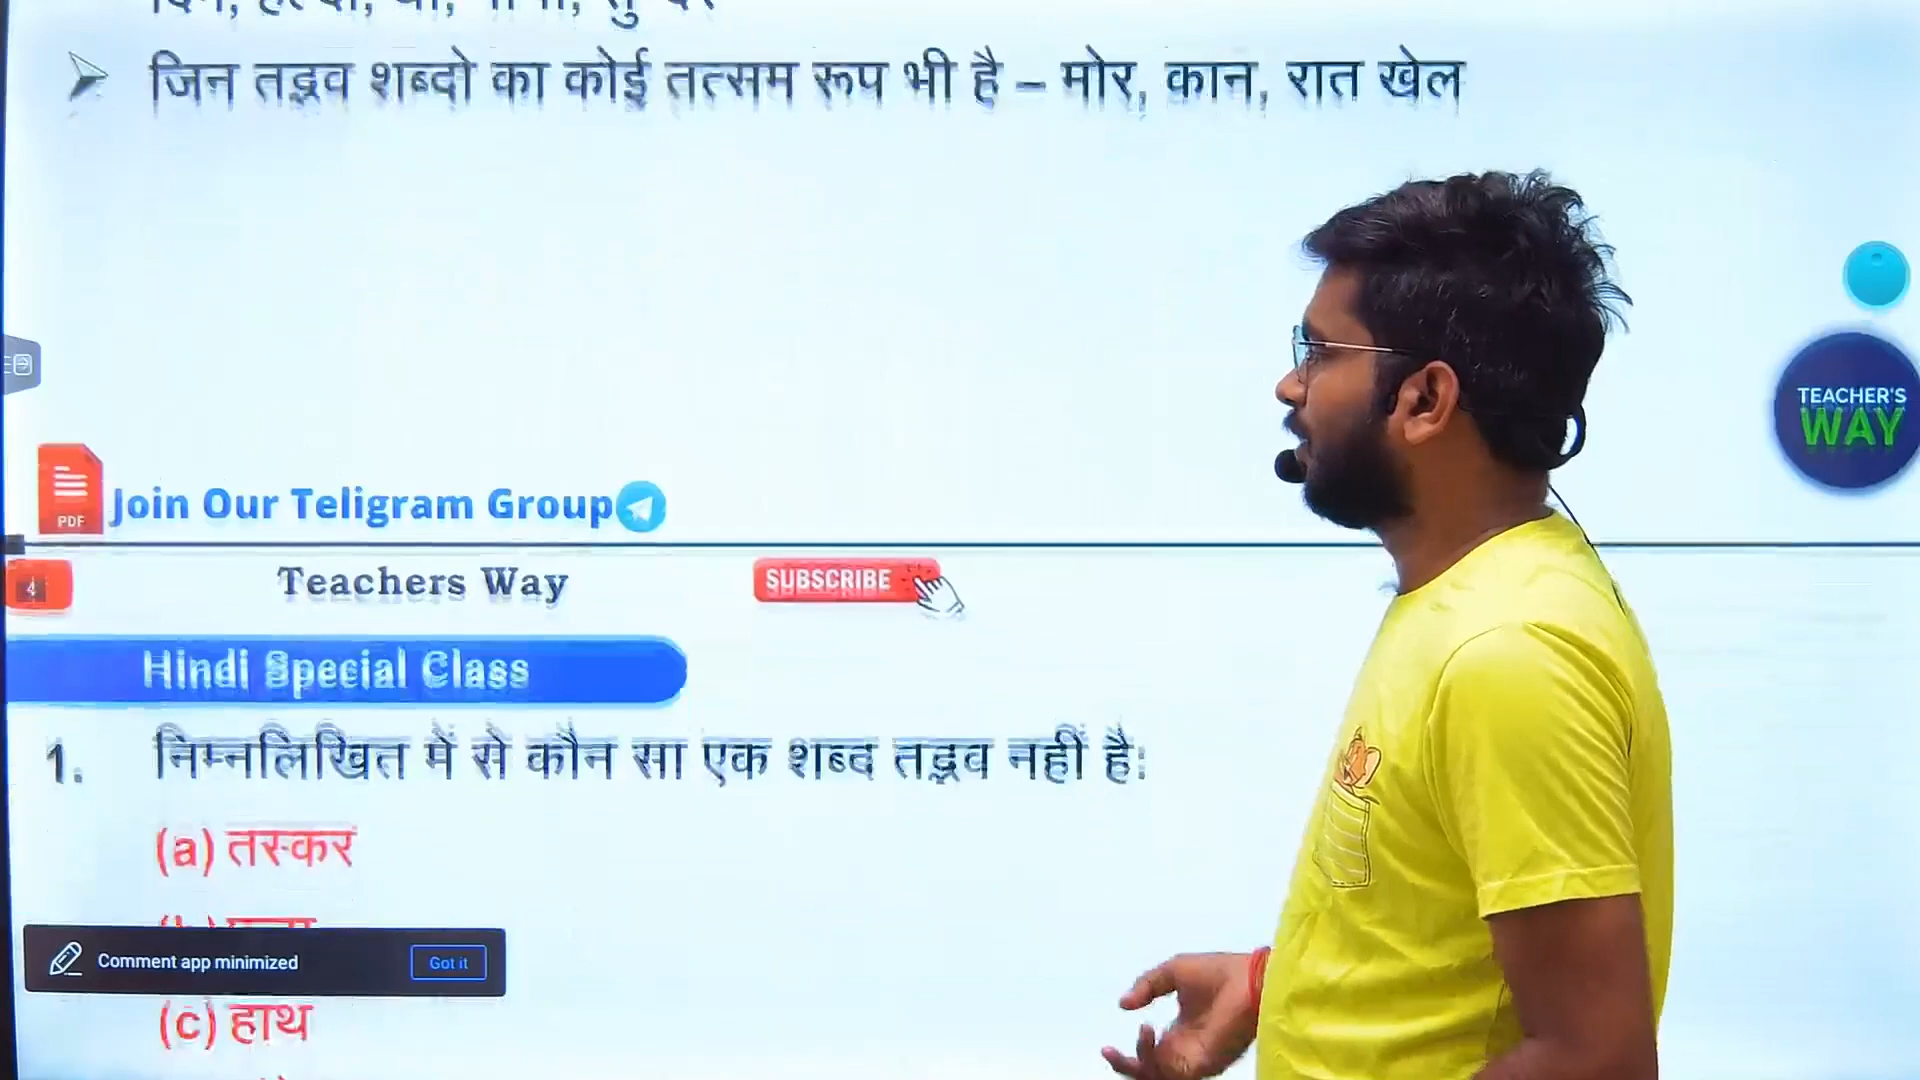 जिन तद्भव शब्दो का कोई तत्सम रूप भी है – मोर, कान, रात खेल
TEACHER'S
WAY
PDF
Join Our Teligram Group
4
Teachers Way
SUBSCRIBE
Hindi Special Class
1. निम्नलिखित में से कौन सा एक शब्द तद्भव नहीं है:
(a) तस्कर
Comment app minimized
Got it
(c) हाथ